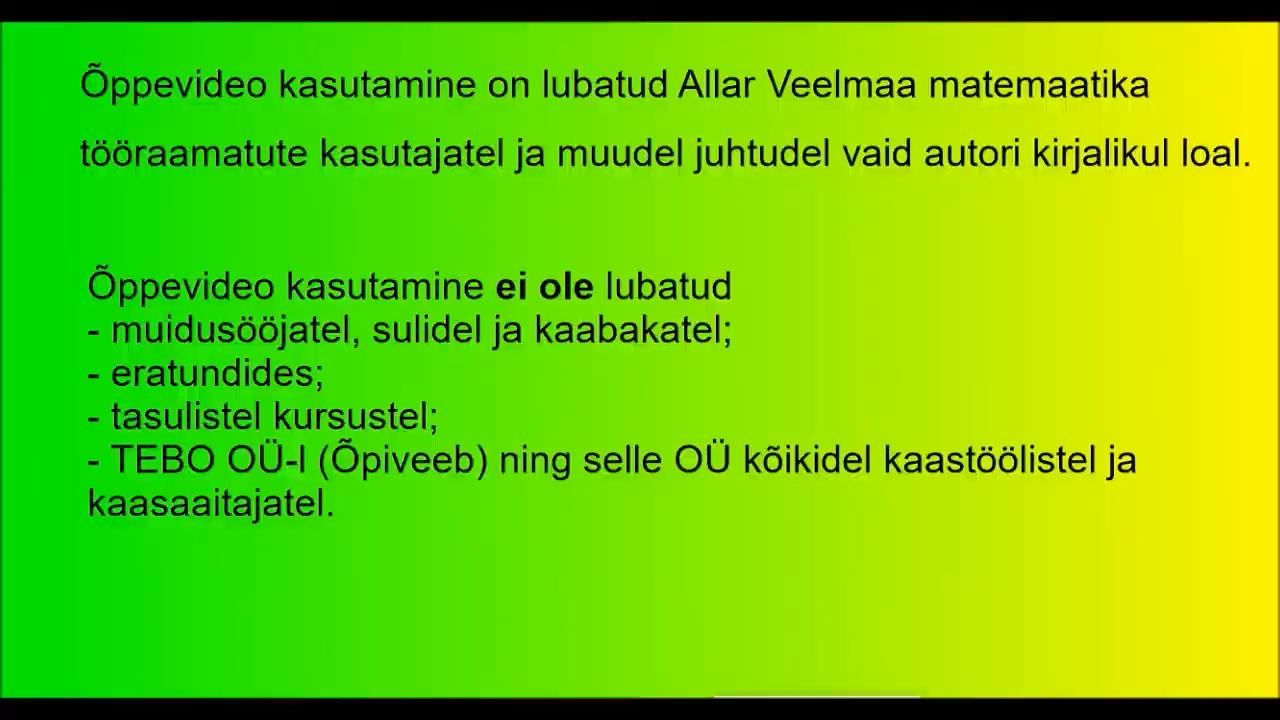 Õppevideo kasutamine on lubatud Allar Veelmaa matemaatika
tööraamatute kasutajatel ja muudel juhtudel vaid autori kirjalikul loal.
Õppevideo kasutamine ei ole lubatud
- muidusööjatel, sulidel ja kaabakatel;
- eratundides;
- tasulistel kursustel;
- TEBO OÜ-l (Õpiveeb) ning selle OÜ kõikidel kaastöölistel ja
kaasaaitajatel.